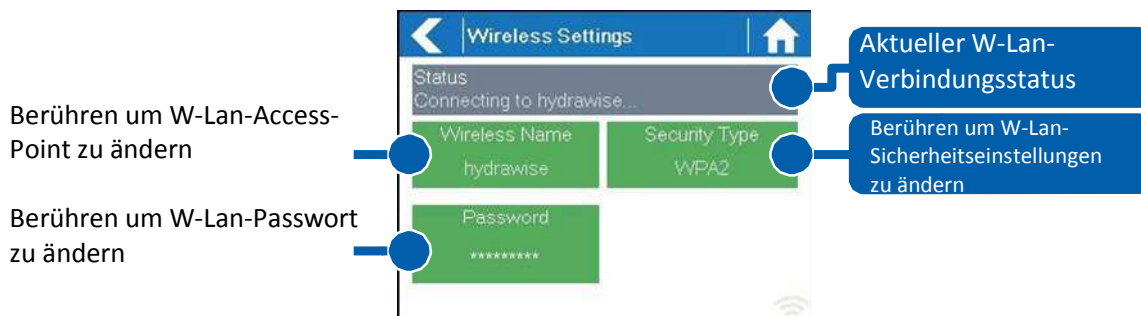 Wireless Settings
Status
Connecting to hydrawise...
Wireless Name
hydrawise
Security Type
WPA2
Password
*********
Berühren um W-Lan-Access-
Point zu ändern
Berühren um W-Lan-Passwort
zu ändern
Aktueller W-Lan-
Verbindungsstatus
Berühren um W-Lan-
Sicherheitseinstellungen
zu ändern